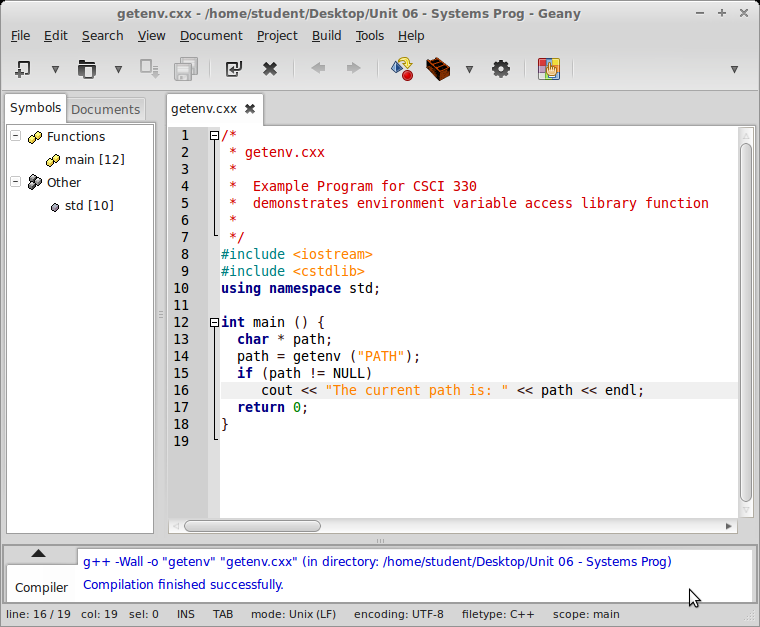 getenv.cxx - /home/student/Desktop/Unit 06 - Systems Prog - Geany
File Edit Search View Document Project Build Tools Help
Symbols Documents
getenv.cxx
Functions
main [12]
Other
std [10]
1 /*
2  * getenv.cxx
3  *
4  *  Example Program for CSCI 330
5  *  demonstrates environment variable access library function
6  *
7  */
8 #include <iostream>
9 #include <cstdlib>
10 using namespace std;
11
12 int main () {
13   char * path;
14   path = getenv ("PATH");
15   if (path != NULL)
16      cout << "The current path is: " << path << endl;
17   return 0;
18 }
19
Compiler
g++ -Wall -o "getenv" "getenv.cxx" (in directory: /home/student/Desktop/Unit 06 - Systems Prog)
Compilation finished successfully.
line: 16 / 19 col: 19 sel: 0 INS TAB mode: Unix (LF) encoding: UTF-8 filetype: C++ scope: main